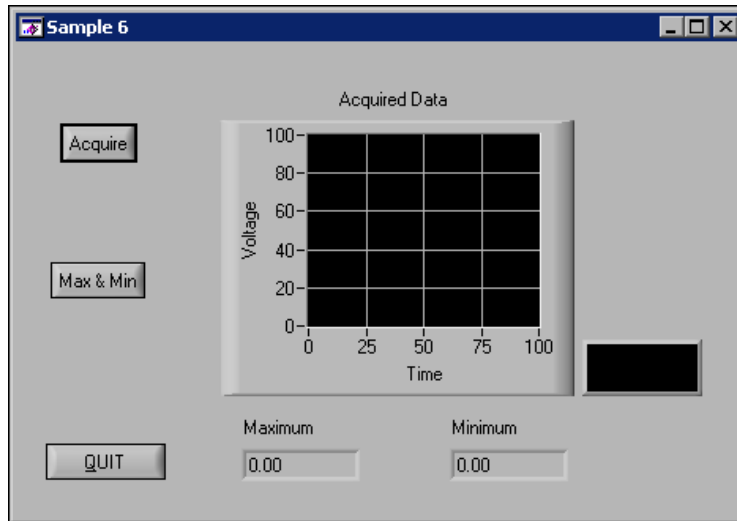 Sample 6
Acquired Data
Acquire
Max & Min
QUIT
Voltage
100
80
60
40
20
0
0 25 50 75 100
Time
Maximum Minimum
0.00 0.00